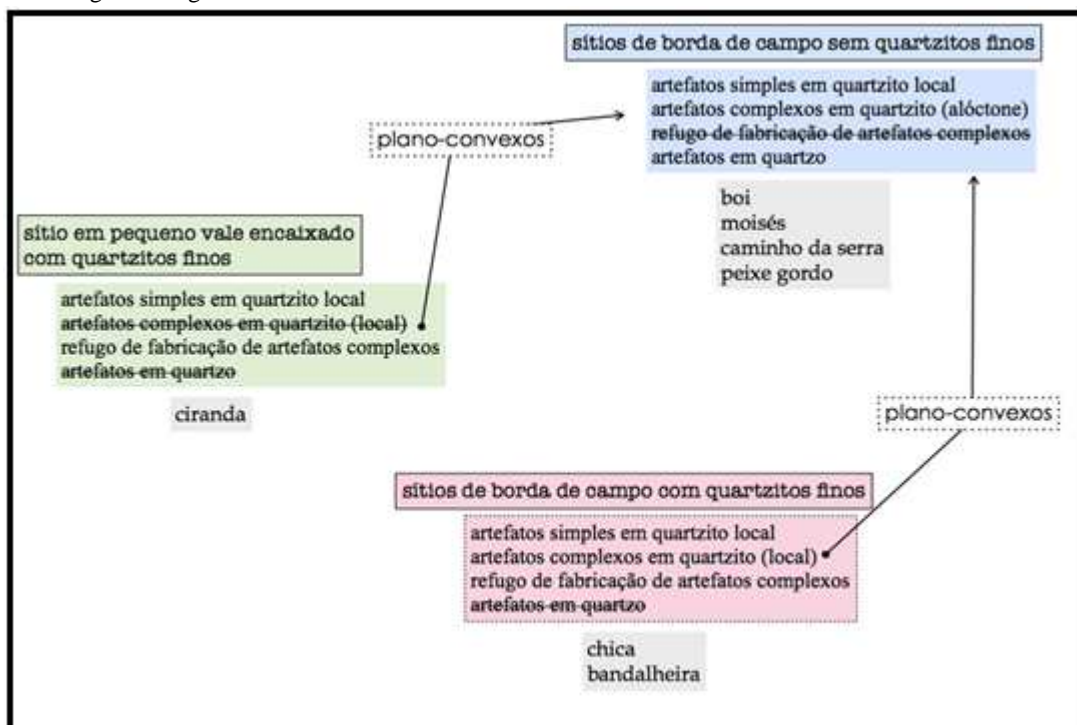 sítios de borda de campo sem quartzitos finos
artefatos simples em quartzito local
artefatos complexos em quartzito (alóctone)
refugo de fabricação de artefatos complexos
artefatos em quartzo
plano-convexos
boi
moisés
caminho da serra
peixe gordo
sítio em pequeno vale encaixado
com quartzitos finos
artefatos simples em quartzito local
artefatos complexos em quartzito (local)
refugo de fabricação de artefatos complexos
artefatos em quartzo
ciranda
plano-convexos
sítios de borda de campo com quartzitos finos
artefatos simples em quartzito local
artefatos complexos em quartzito (local)
refugo de fabricação de artefatos complexos
artefatos em quartzo
chica
bandalheira